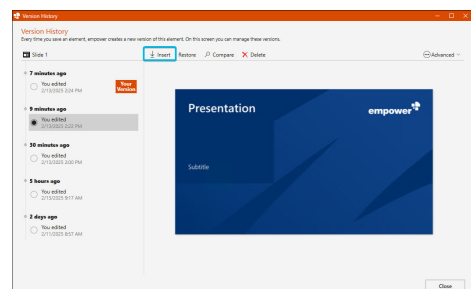 Version History
Version History
Every time you save an element, empower creates a new version of this element. On this screen you can manage these versions.
Slide 1
Insert Restore Compare Delete Advanced
7 minutes ago
You edited
2/13/2025 2:24 PM
Your Version
9 minutes ago
You edited
2/13/2025 2:22 PM
30 minutes ago
You edited
2/13/2025 2:00 PM
5 hours ago
You edited
2/13/2025 9:17 AM
2 days ago
You edited
2/11/2025 8:57 AM
Presentation
empower
Subtitle
Close